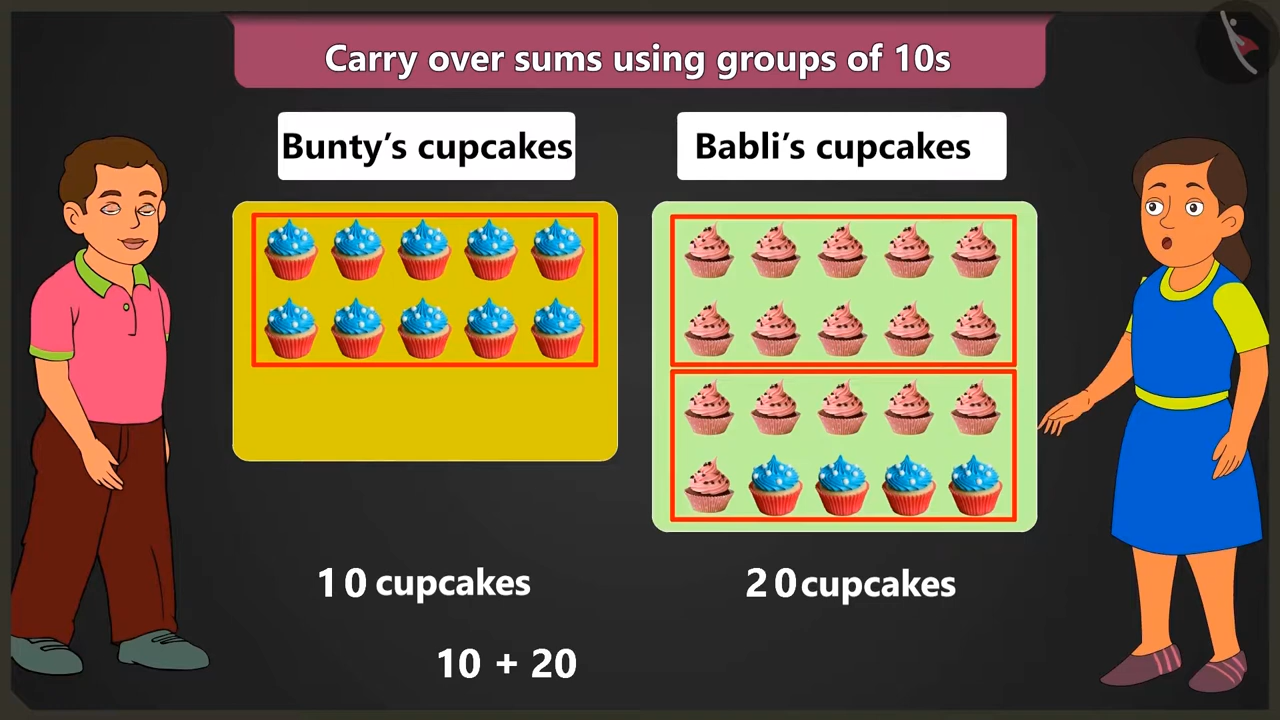 Carry over sums using groups of 10s
Bunty's cupcakes
Babli's cupcakes
10 cupcakes
20 cupcakes
10 + 20